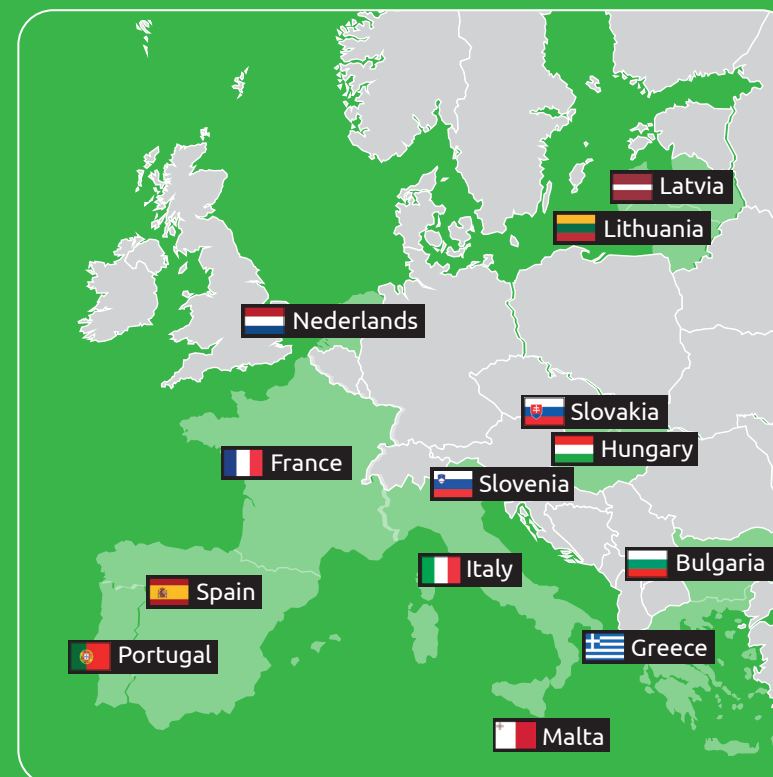 Latvia
Lithuania
Nederlands
Slovakia
Hungary
France
Slovenia
Bulgaria
Italy
Spain
Greece
Portugal
Malta